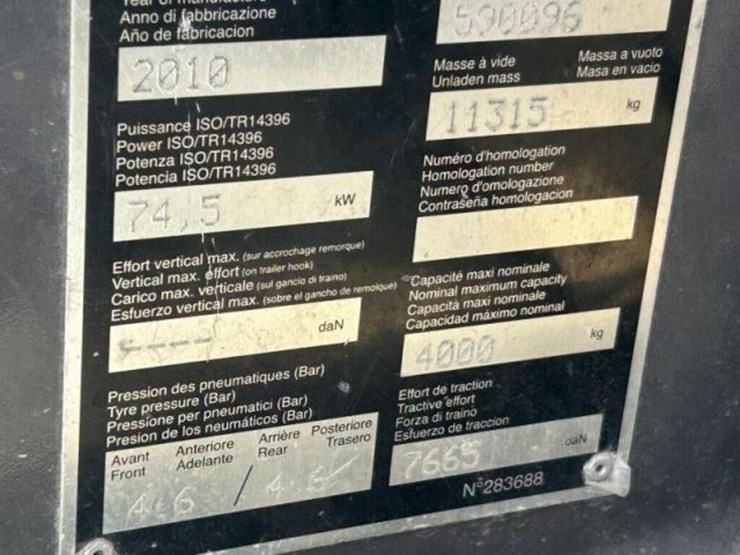 Anno di fabbricazione
Año de fabricacion
2010
Puissance ISO/TR14396
Power ISO/TR14396
Potenza ISO/TR14396
Potencia ISO/TR14396
74,5 kW
Effort vertical max. (sur accrochage remorque)
Vertical max. effort (on trailer hook)
Carico max. verticale (sul gancio di traino)
Esfuerzo vertical max. (sobre el gancho de remolque)
----- daN
Pression des pneumatiques (Bar)
Tyre pressure (Bar)
Pressione per pneumatici (Bar)
Presion de los neumáticos (Bar)
Avant Anteriore Arrière Posteriore
Front Adelante Rear Trasero
4.6 / 4.6
590096
Masse à vide Massa a vuoto
Unladen mass Masa en vacio
11315 kg
Numéro d'homologation
Homologation number
Numero d'omologazione
Contraseña homologacion
Capacité maxi nominale
Nominal maximum capacity
Capacità maxi nominale
Capacidad máximo nominal
4000 kg
Effort de traction
Tractive effort
Forza di traino
Esfuerzo de traccion
7665 daN
N°283688